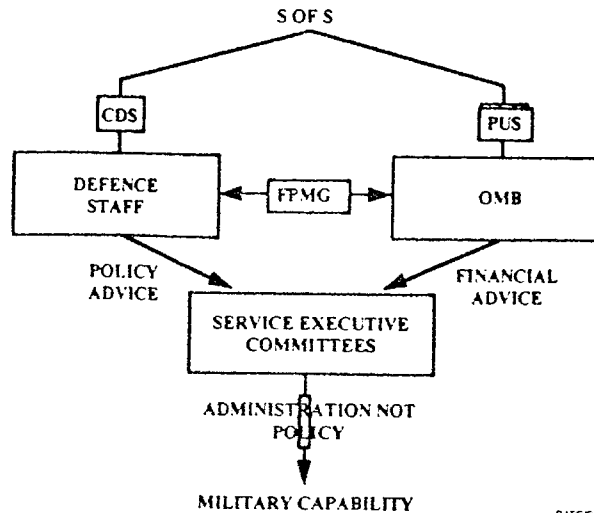 S OF S
CDS
PUS
DEFENCE
STAFF
FPMG
OMB
POLICY
ADVICE
FINANCIAL
ADVICE
SERVICE EXECUTIVE
COMMITTEES
ADMINISTRATION NOT
POLICY
MILITARY CAPABILITY